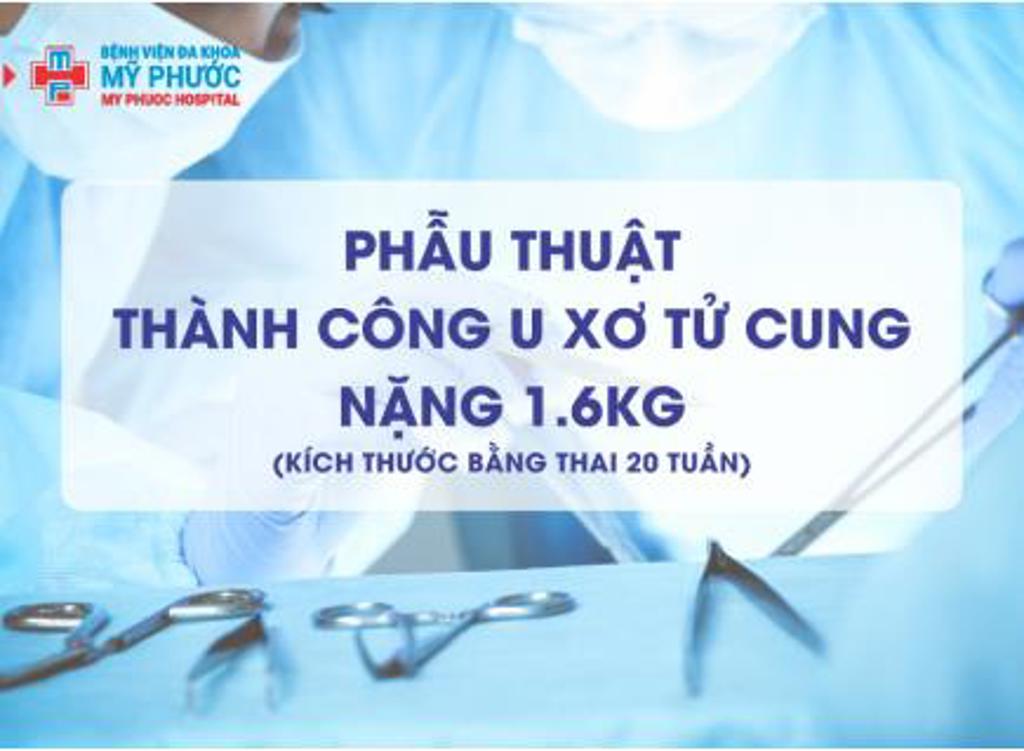 BỆNH VIỆN ĐA KHOA
MỸ PHƯỚC
MY PHUOC HOSPITAL
PHẪU THUẬT
THÀNH CÔNG U XƠ TỬ CUNG
NẶNG 1.6KG
(KÍCH THƯỚC BẰNG THAI 20 TUẦN)